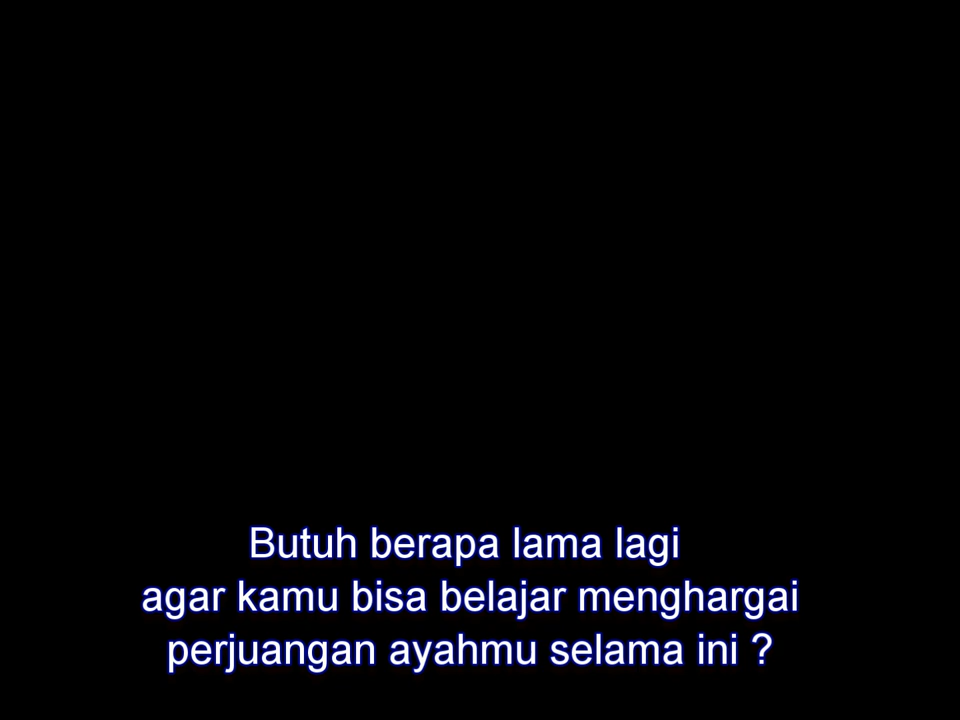 Butuh berapa lama lagi
agar kamu bisa belajar menghargai
perjuangan ayahmu selama ini ?